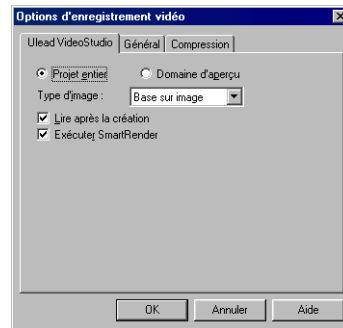 Options d'enregistrement vidéo
Ulead VideoStudio Général Compression
Projet entier Domaine d'aperçu
Type d'image : Base sur image
Lire après la création
Exécuter SmartRender
OK Annuler Aide